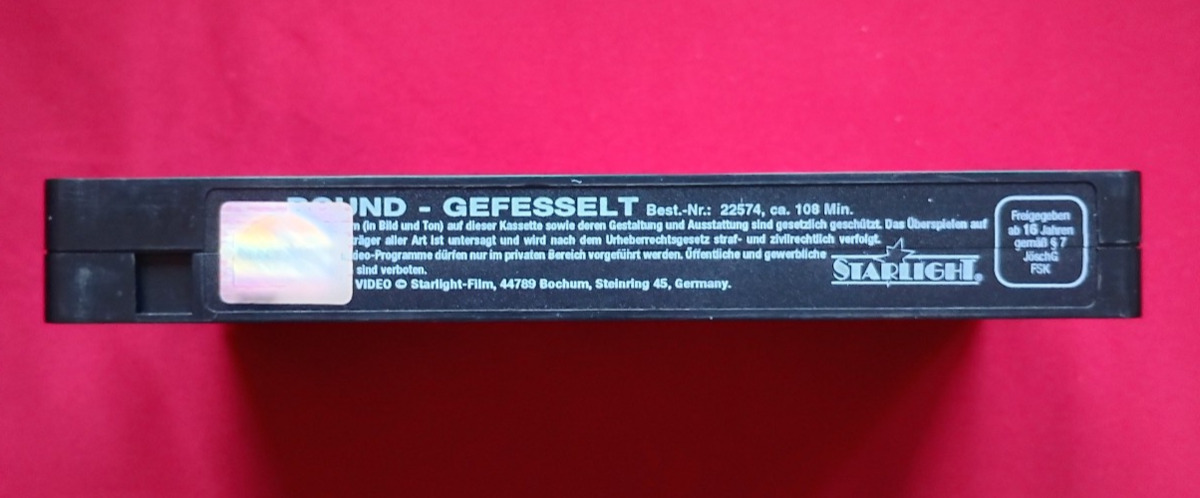 BOUND - GEFESSELT Best.-Nr.: 22574, ca. 108 Min.
(in Bild und Ton) auf dieser Kassette sowie deren Gestaltung und Ausstattung sind gesetzlich geschützt. Das Überspielen auf
aller Art ist untersagt und wird nach dem Urheberrechtsgesetz straf- und zivilrechtlich verfolgt.
deo-Programme dürfen nur im privaten Bereich vorgeführt werden. Öffentliche und gewerbliche
sind verboten.
VIDEO © Starlight-Film, 44789 Bochum, Steinring 45, Germany.
STARLIGHT
Freigegeben
ab 16 Jahren
gemäß § 7
JöschG
FSK